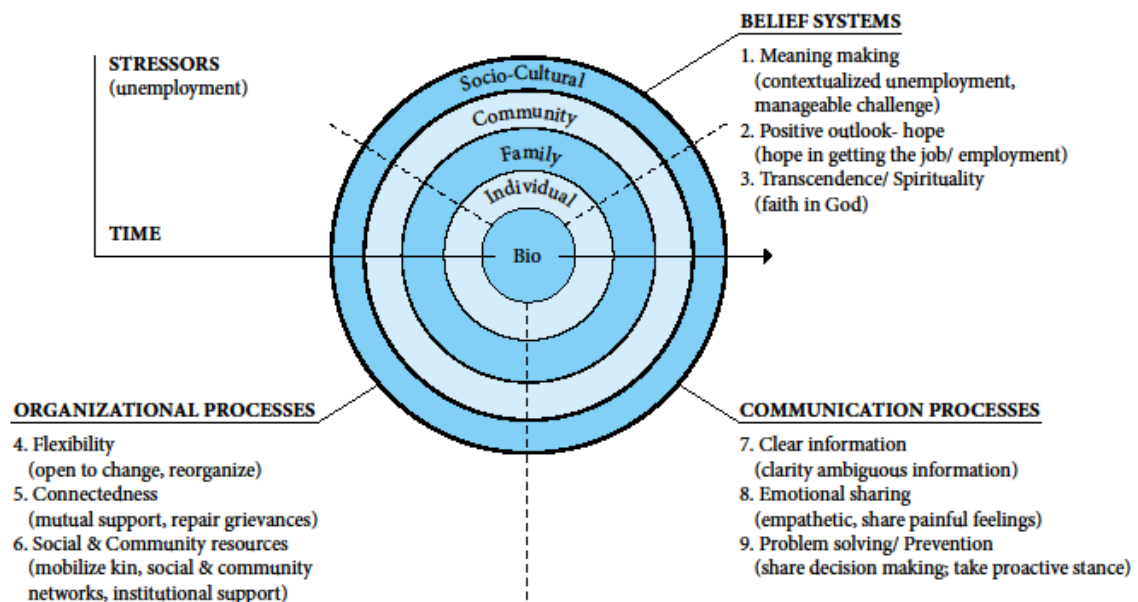 STRESSORS
(unemployment)
TIME
Socio-Cultural
Community
Family
Individual
Bio
BELIEF SYSTEMS
1. Meaning making
(contextualized unemployment,
manageable challenge)
2. Positive outlook- hope
(hope in getting the job/ employment)
3. Transcendence/ Spirituality
(faith in God)
ORGANIZATIONAL PROCESSES
4. Flexibility
(open to change, reorganize)
5. Connectedness
(mutual support, repair grievances)
6. Social & Community resources
(mobilize kin, social & community
networks, institutional support)
COMMUNICATION PROCESSES
7. Clear information
(clarity ambiguous information)
8. Emotional sharing
(empathetic, share painful feelings)
9. Problem solving/ Prevention
(share decision making; take proactive stance)